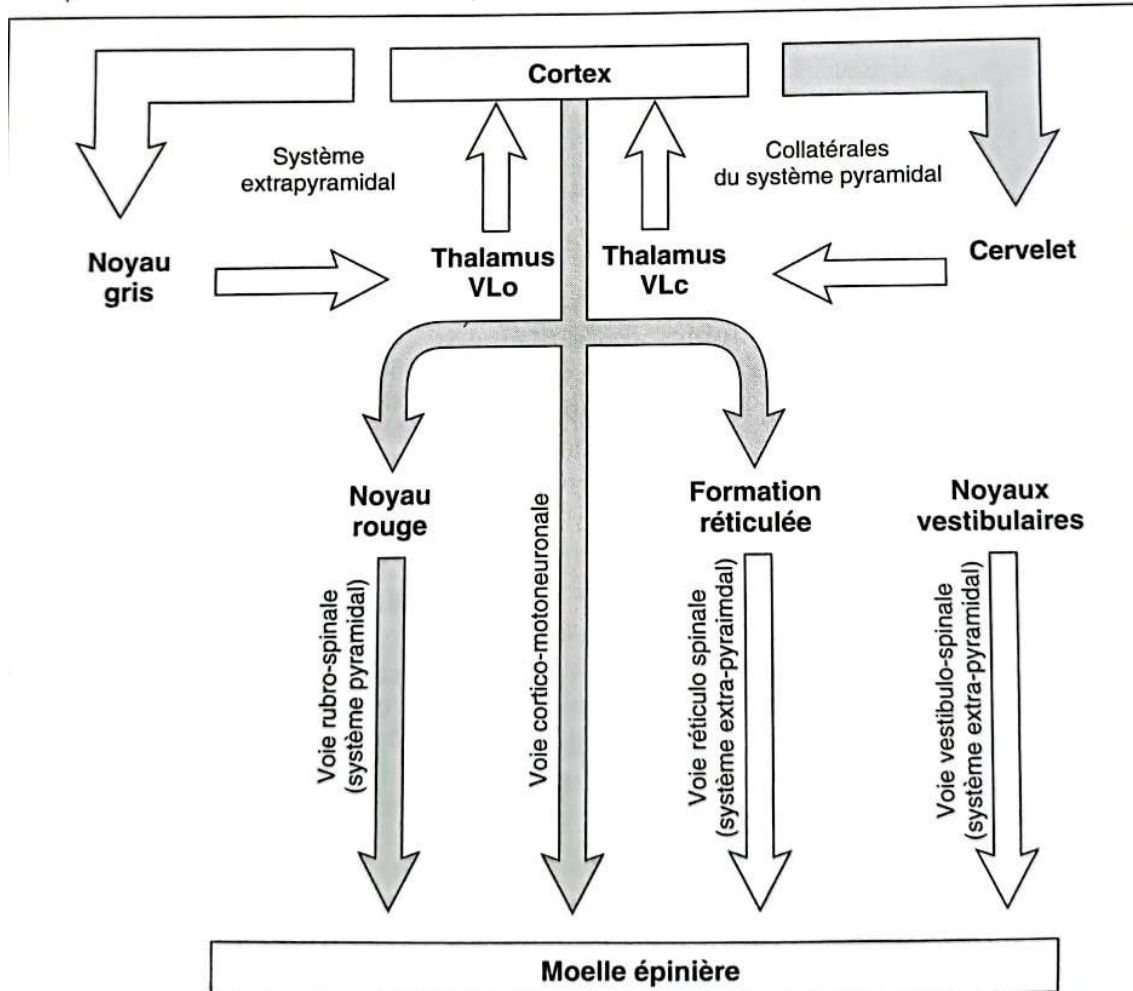 Cortex
Système
extrapyramidal
Collatérales
du système pyramidal
Noyau
gris
Thalamus
VLo
Thalamus
VLc
Cervelet
Noyau
rouge
Formation
réticulée
Noyaux
vestibulaires
Voie rubro-spinale
(système pyramidal)
Voie cortico-motoneuronale
Voie réticulo spinale
(système extra-pyraimdal)
Voie vestibulo-spinale
(système extra-pyramidal)
Moelle épinière